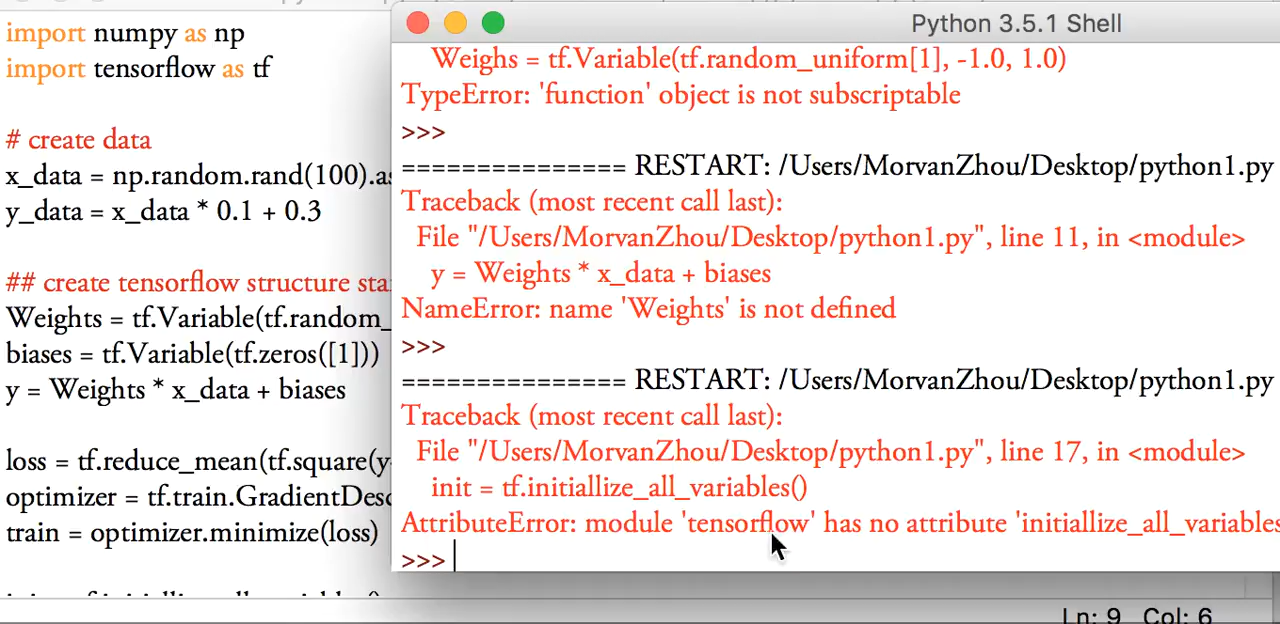 import numpy as np
import tensorflow as tf
# create data
x_data = np.random.rand(100).as
y_data = x_data * 0.1 + 0.3
## create tensorflow structure sta
Weights = tf.Variable(tf.random_
biases = tf.Variable(tf.zeros([1]))
y = Weights * x_data + biases
loss = tf.reduce_mean(tf.square(y-
optimizer = tf.train.GradientDesc
train = optimizer.minimize(loss)
Python 3.5.1 Shell
Weighs = tf.Variable(tf.random_uniform[1], -1.0, 1.0)
TypeError: 'function' object is not subscriptable
>>>
=============== RESTART: /Users/MorvanZhou/Desktop/python1.py
Traceback (most recent call last):
File "/Users/MorvanZhou/Desktop/python1.py", line 11, in <module>
y = Weights * x_data + biases
NameError: name 'Weights' is not defined
>>>
=============== RESTART: /Users/MorvanZhou/Desktop/python1.py
Traceback (most recent call last):
File "/Users/MorvanZhou/Desktop/python1.py", line 17, in <module>
init = tf.initiallize_all_variables()
AttributeError: module 'tensorflow' has no attribute 'initiallize_all_variables
>>>
Ln: 9 Col: 6